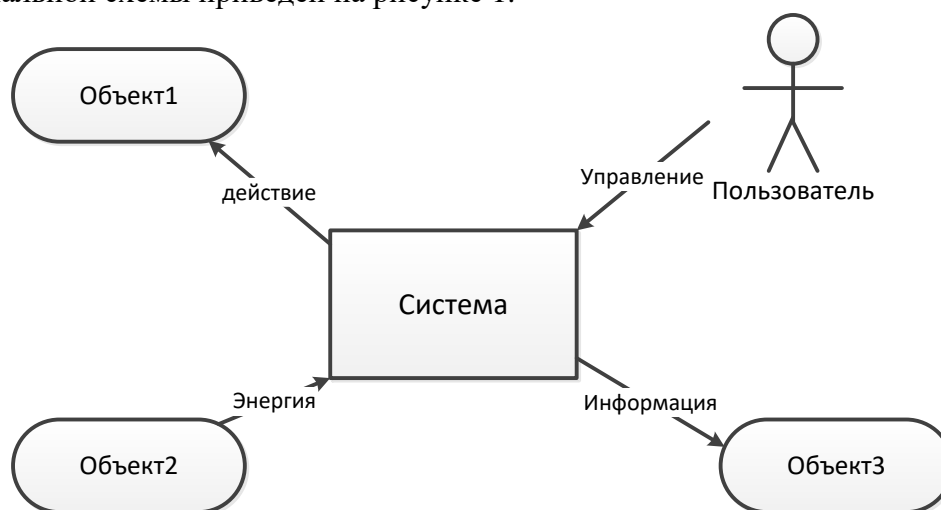 альной схемы приведен на рисунке 1.
Объект1
действие
Управление
Пользователь
Система
Энергия
Информация
Объект2
Объект3